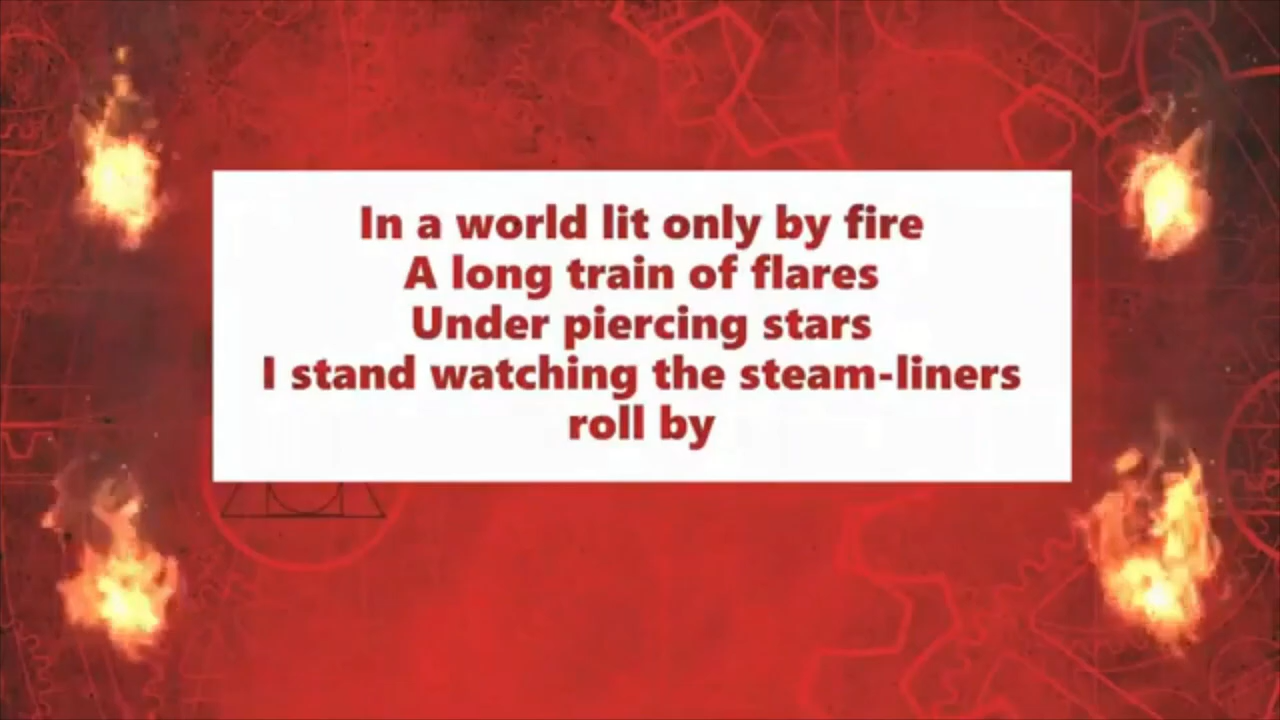 In a world lit only by fire
A long train of flares
Under piercing stars
I stand watching the steam-liners
roll by